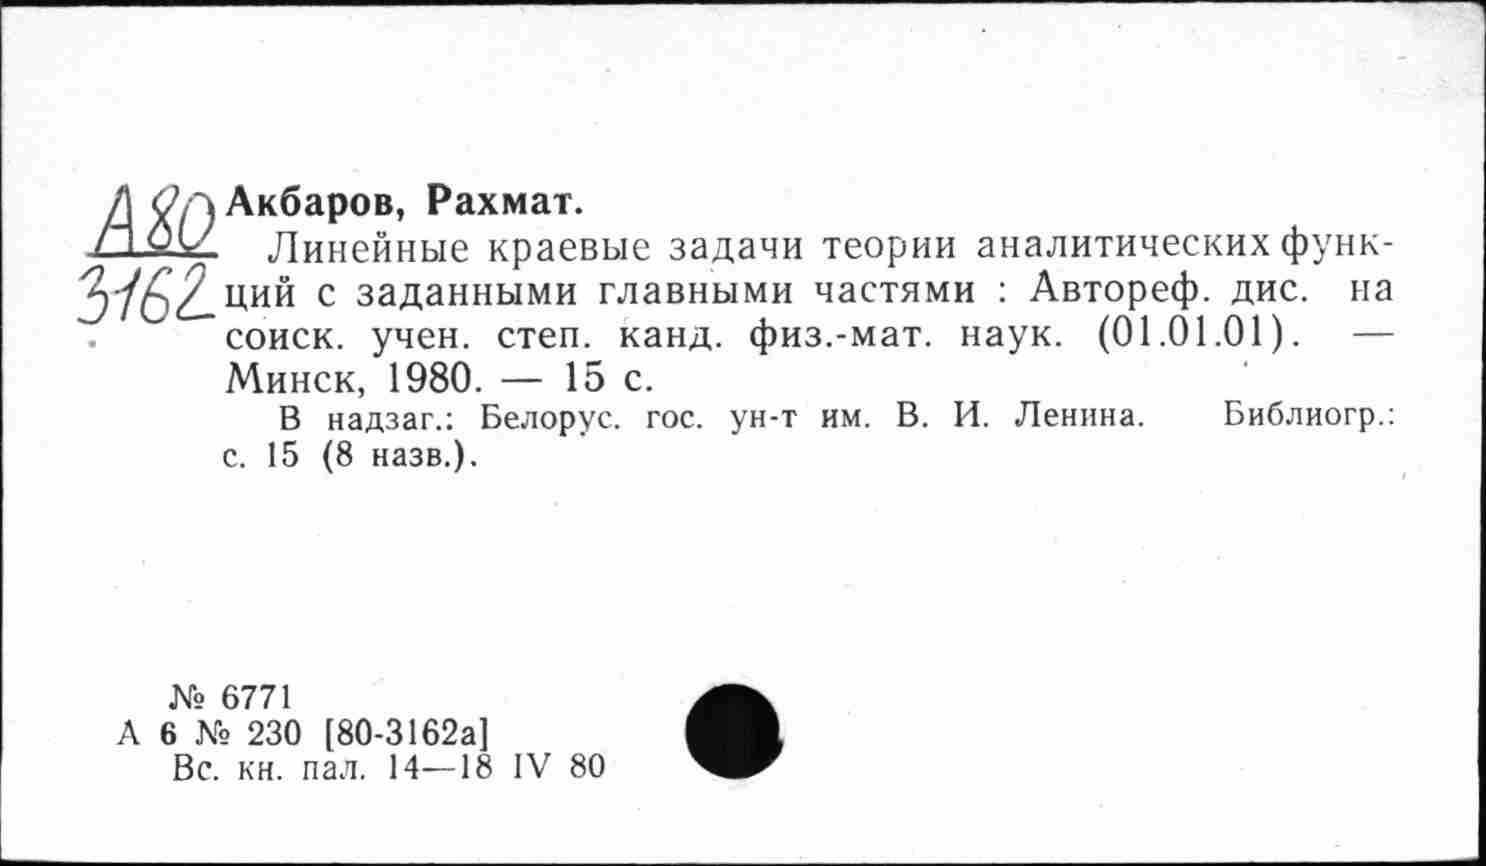 А80
3162
Акбаров, Рахмат.
Линейные краевые задачи теории аналитических функ-
ций с заданными главными частями : Автореф. дис. на
соиск. учен. степ. канд. физ.-мат. наук. (01.01.01). —
Минск, 1980. — 15 с.
В надзаг.: Белорус. гос. ун-т им. В. И. Ленина. Библиогр.:
с. 15 (8 назв.).
№ 6771
А 6 № 230 [80-3162а]
Вс. кн. пал. 14—18 IV 80